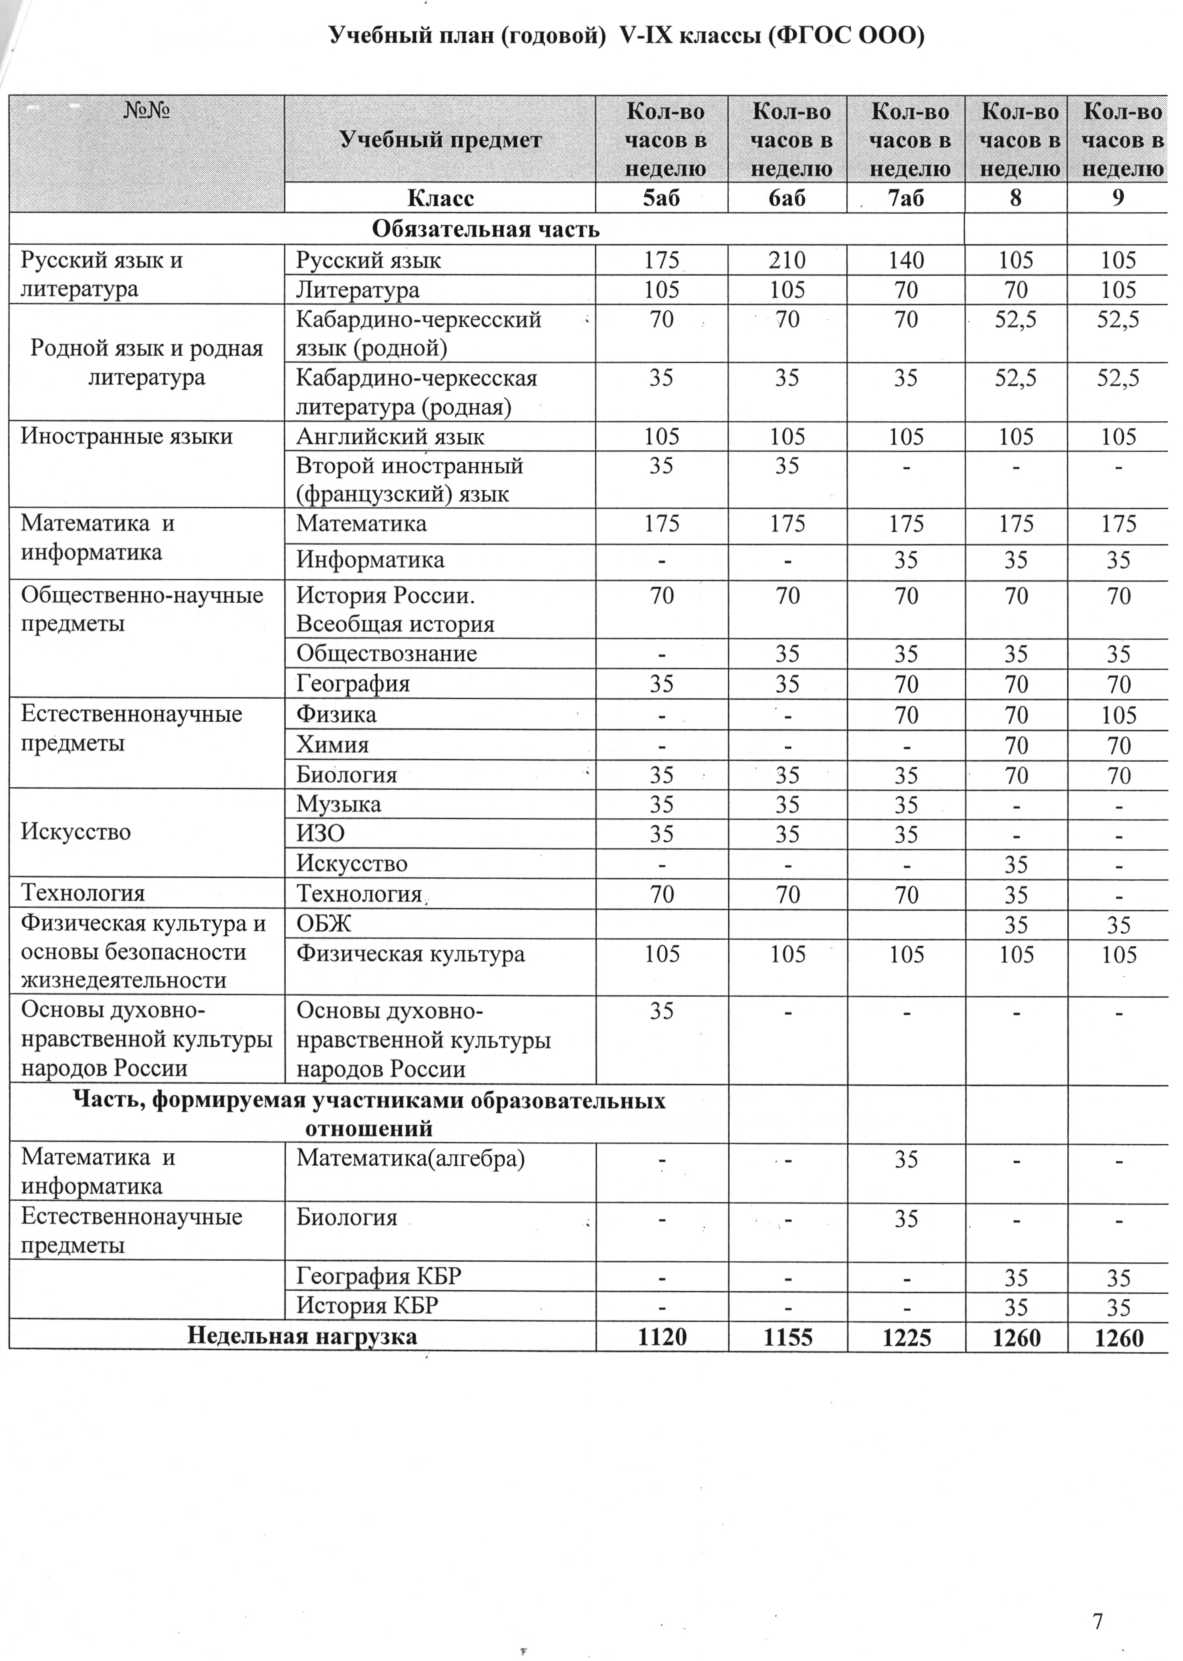 Учебный план (годовой) V-IX классы (ФГОС ООО)
№№ Учебный предмет Кол-во часов в неделю Кол-во часов в неделю Кол-во часов в неделю Кол-во часов в неделю Кол-во часов в неделю
Класс 5аб 6аб 7аб 8 9
Обязательная часть
Русский язык и литература Русский язык 175 210 140 105 105
Литература 105 105 70 70 105
Родной язык и родная литература Кабардино-черкесский язык (родной) 70 70 70 52,5 52,5
Кабардино-черкесская литература (родная) 35 35 35 52,5 52,5
Иностранные языки Английский язык 105 105 105 105 105
Второй иностранный (французский) язык 35 35 - - -
Математика и информатика Математика 175 175 175 175 175
Информатика - - 35 35 35
Общественно-научные предметы История России. Всеобщая история 70 70 70 70 70
Обществознание - 35 35 35 35
География 35 35 70 70 70
Естественнонаучные предметы Физика - - 70 70 105
Химия - - - 70 70
Биология 35 35 35 70 70
Искусство Музыка 35 35 35 - -
ИЗО 35 35 35 - -
Искусство - - - 35 -
Технология Технология 70 70 70 35 -
Физическая культура и основы безопасности жизнедеятельности ОБЖ 35 35
Физическая культура 105 105 105 105 105
Основы духовно-нравственной культуры народов России Основы духовно-нравственной культуры народов России 35 - - - -
Часть, формируемая участниками образовательных
отношений
Математика и информатика Математика(алгебра) - - 35 - -
Естественнонаучные предметы Биология - - 35 - -
География КБР - - - 35 35
История КБР - - - 35 35
Недельная нагрузка 1120 1155 1225 1260 1260
7